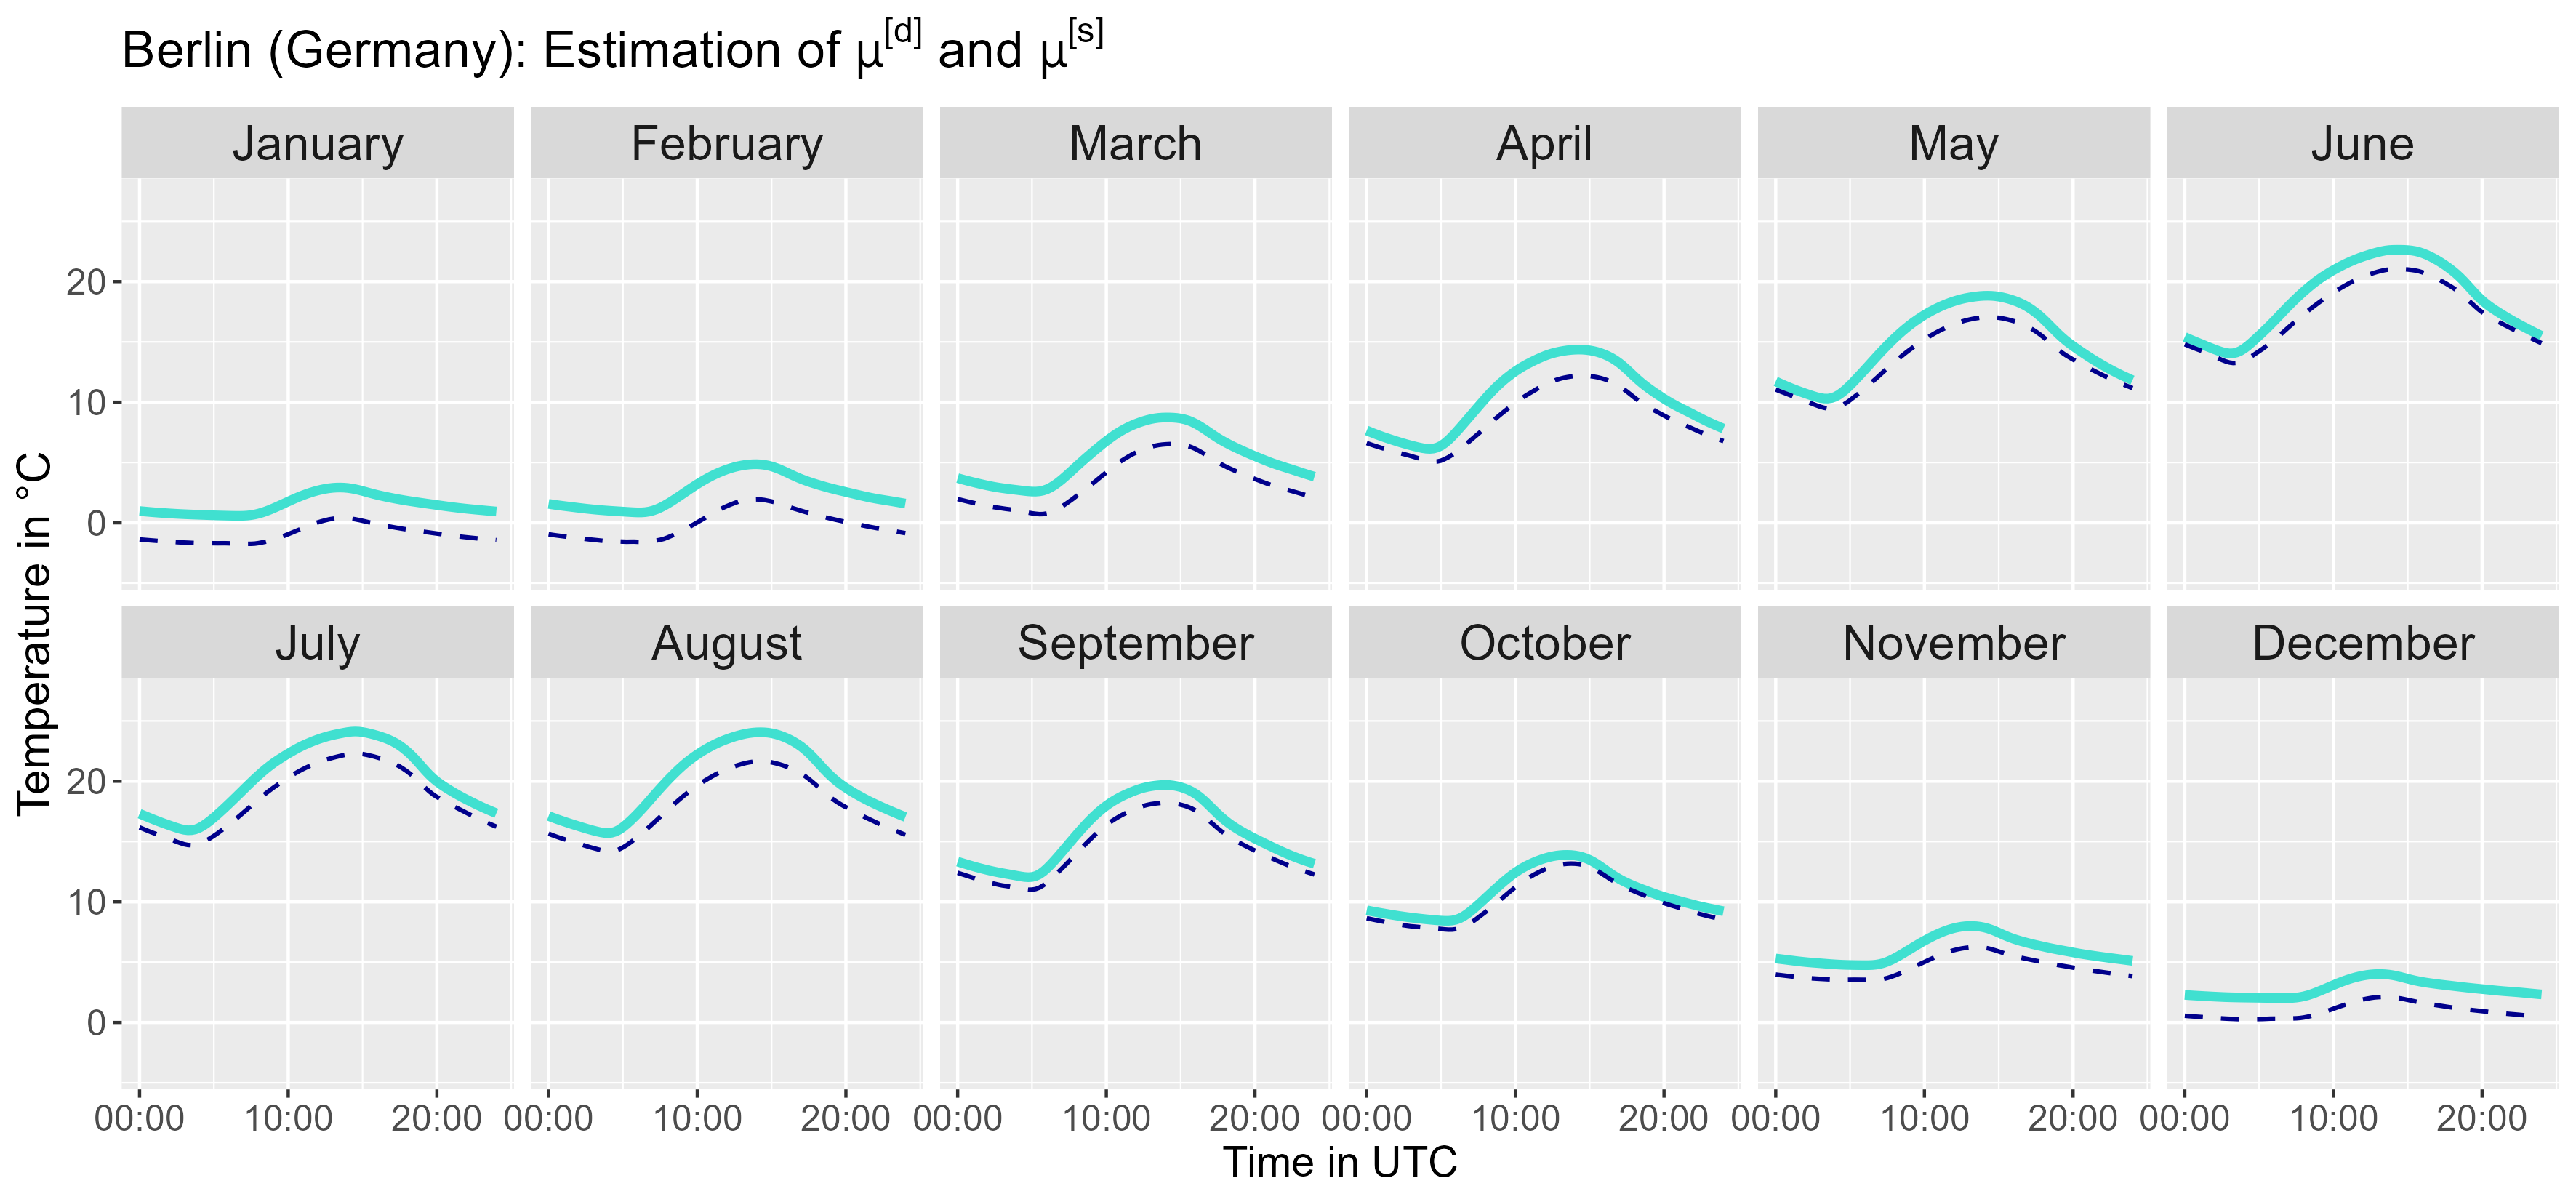 Berlin (Germany): Estimation of μ[d] and μ[s]
January February March April May June
20
10
0
July August September October November December
20
10
0
00:00 10:00 20:00 00:00 10:00 20:00 00:00 10:00 20:00 00:00 10:00 20:00 00:00 10:00 20:00 00:00 10:00 20:00
Time in UTC
Temperature in °C